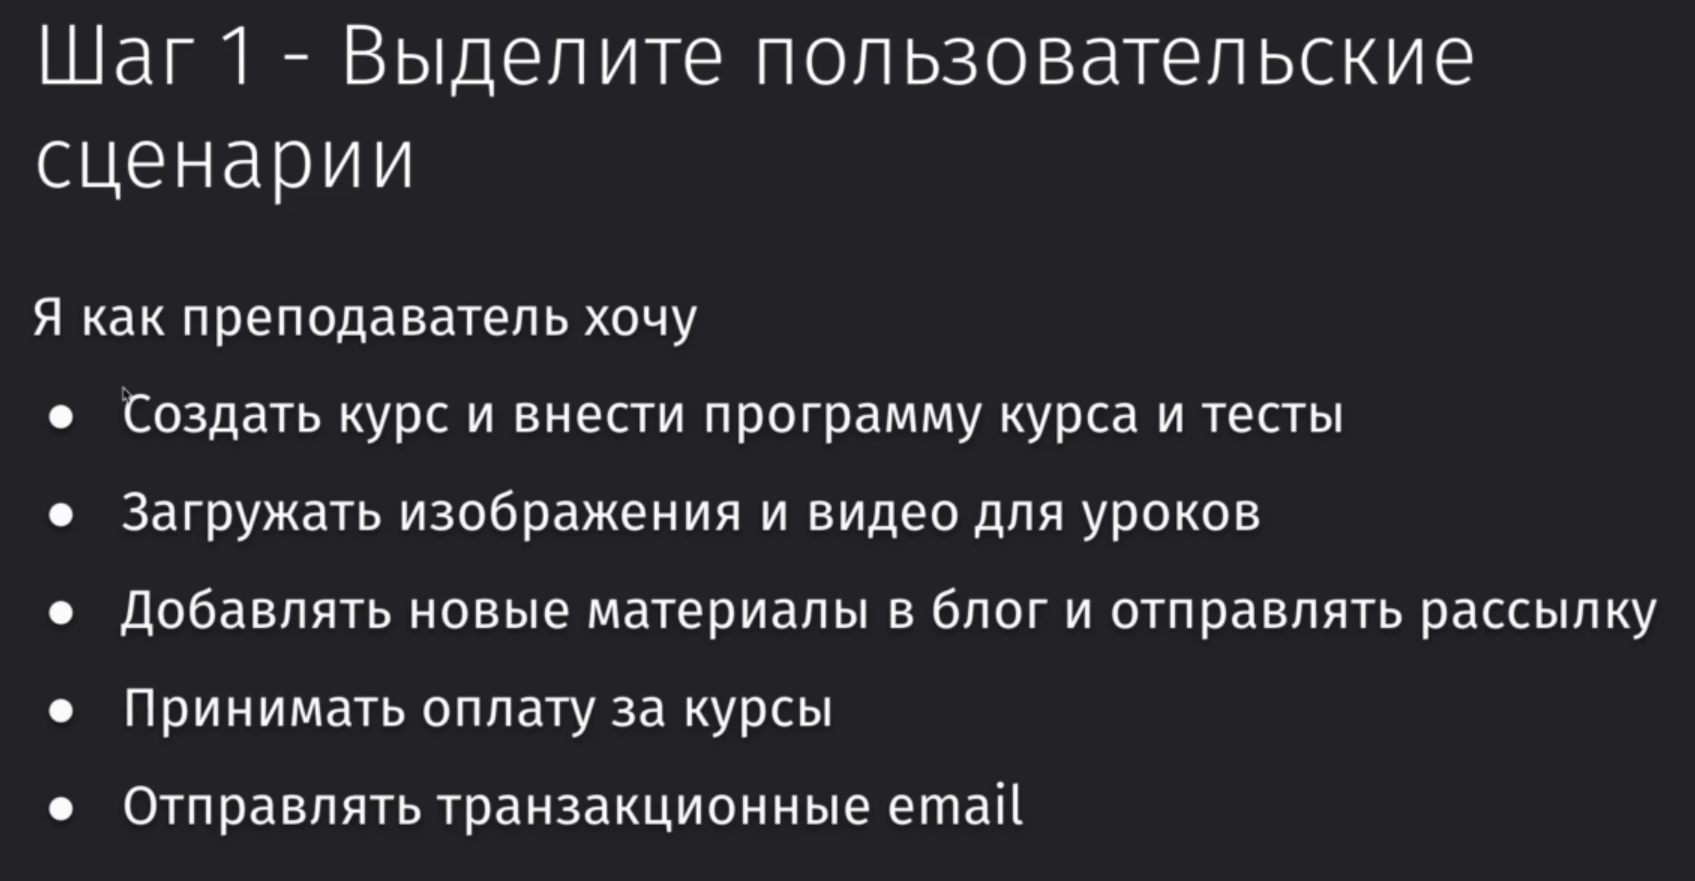 Шаг 1 - Выделите пользовательские
сценарии
Я как преподаватель хочу
● Создать курс и внести программу курса и тесты
● Загружать изображения и видео для уроков
● Добавлять новые материалы в блог и отправлять рассылку
● Принимать оплату за курсы
● Отправлять транзакционные email